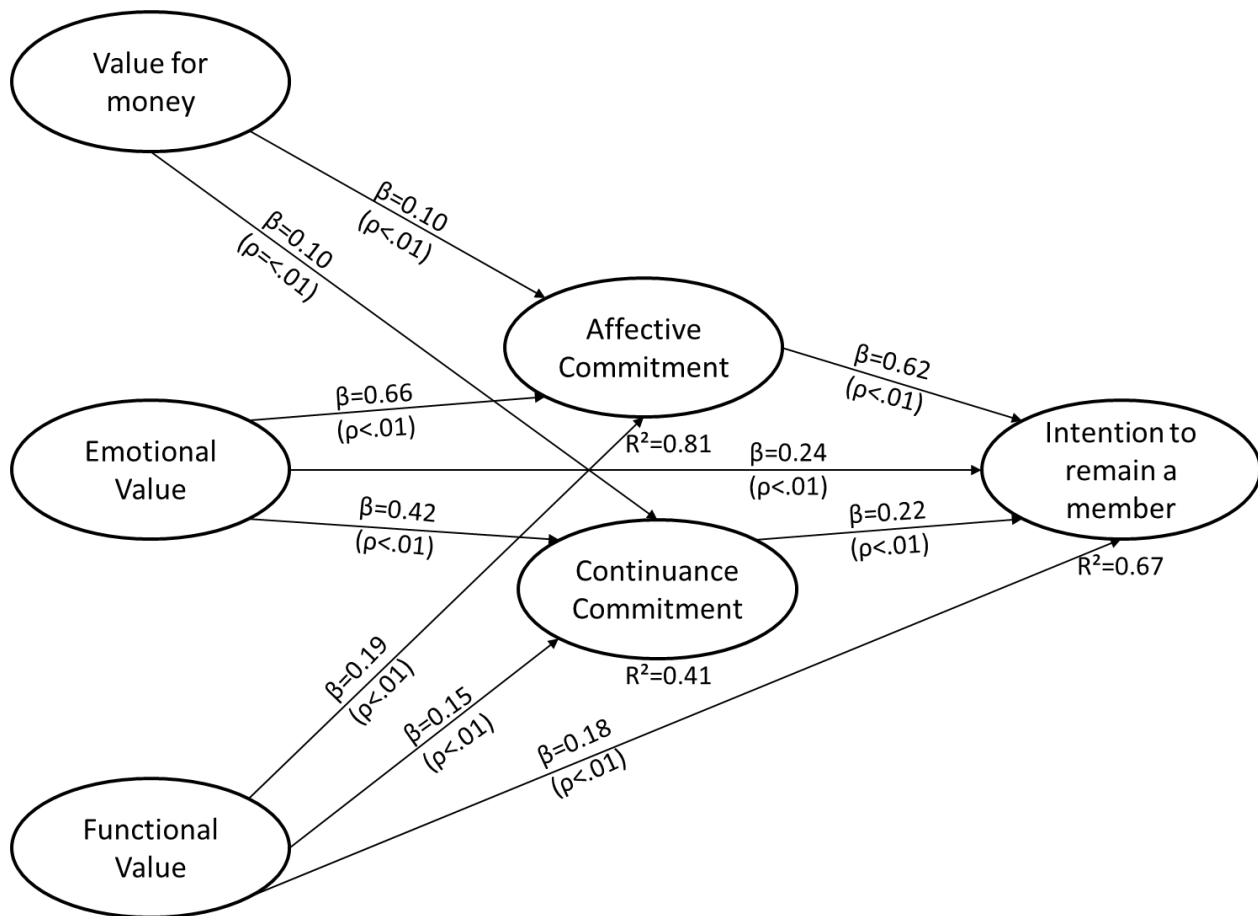 Value for
money
β=0.10
(ρ<.01)
β=0.10
(ρ=<.01)
Affective
Commitment
β=0.62
(ρ<.01)
β=0.66
(ρ<.01)
R²=0.81
Emotional
Value
β=0.24
(ρ<.01)
Intention to
remain a
member
β=0.42
(ρ<.01)
β=0.22
(ρ<.01)
R²=0.67
Continuance
Commitment
R²=0.41
β=0.19
(ρ<.01)
β=0.15
(ρ<.01)
β=0.18
(ρ<.01)
Functional
Value